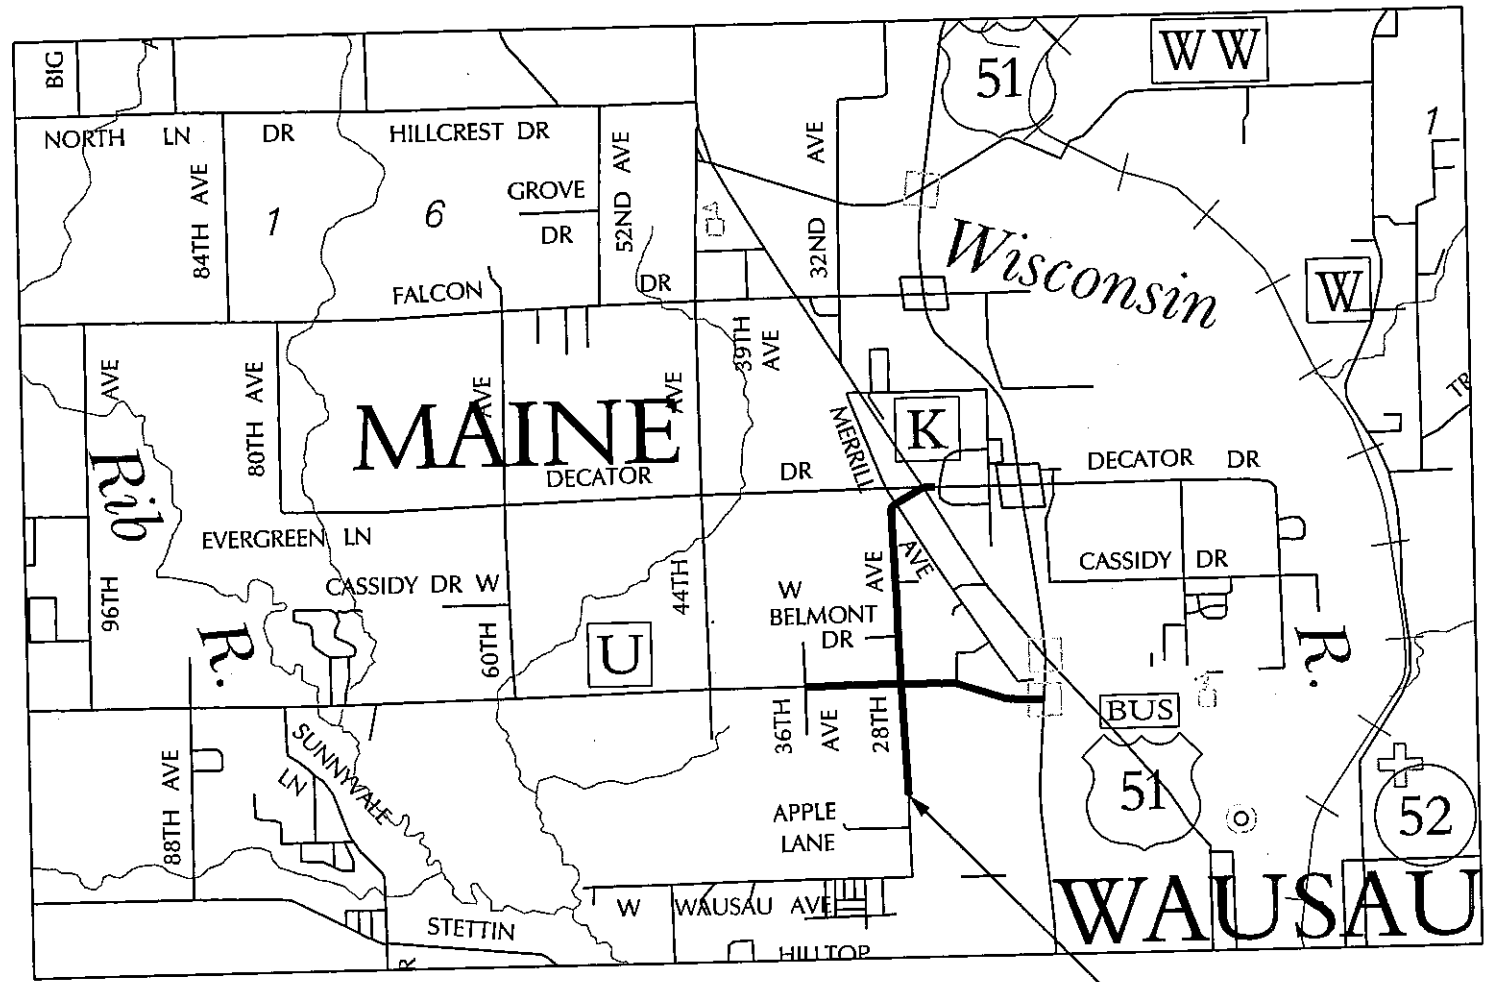 BIG
51
W W
NORTH LN DR HILLCREST DR
1
84TH AVE
1
6
GROVE
DR
52ND AVE
32ND AVE
Wisconsin
FALCON DR
W
AVE
80TH AVE
AVE
AVE
39TH AVE
MAINE
K
MERRILL AVE
TR
Rib
DECATOR DR
DECATOR DR
EVERGREEN LN
CASSIDY DR
CASSIDY DR W
96TH
44TH
W
BELMONT
DR
AVE
R.
60TH
U
R.
36TH AVE
28TH
BUS
51
SUNNYVALE
LN
88TH AVE
APPLE
LANE
52
WAUSAU
STETTIN
W WAUSAU AVE
HILLTOP
R